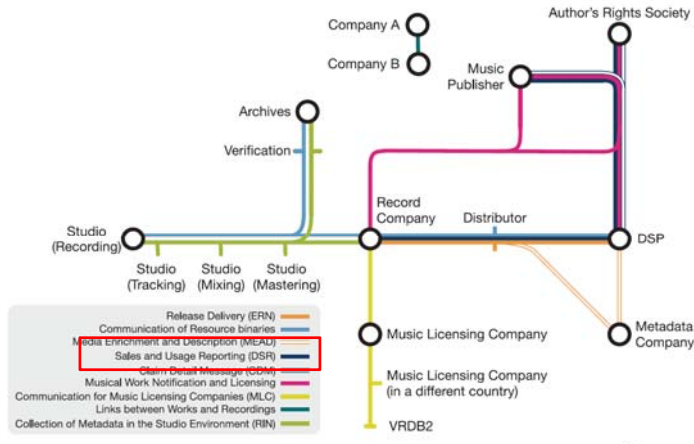 Author's Rights Society
Company A
Company B
Music
Publisher
Archives
Verification
Record
Company
Distributor
Studio
(Recording)
DSP
Studio
(Tracking)
Studio
(Mixing)
Studio
(Mastering)
Release Delivery (ERN)
Communication of Resource binaries
Media Enrichment and Description (MEAD)
Sales and Usage Reporting (DSR)
Claim Detail Message (CDM)
Musical Work Notification and Licensing
Communication for Music Licensing Companies (MLC)
Links between Works and Recordings
Collection of Metadata in the Studio Environment (RIN)
Music Licensing Company
Metadata
Company
Music Licensing Company
(in a different country)
VRDB2